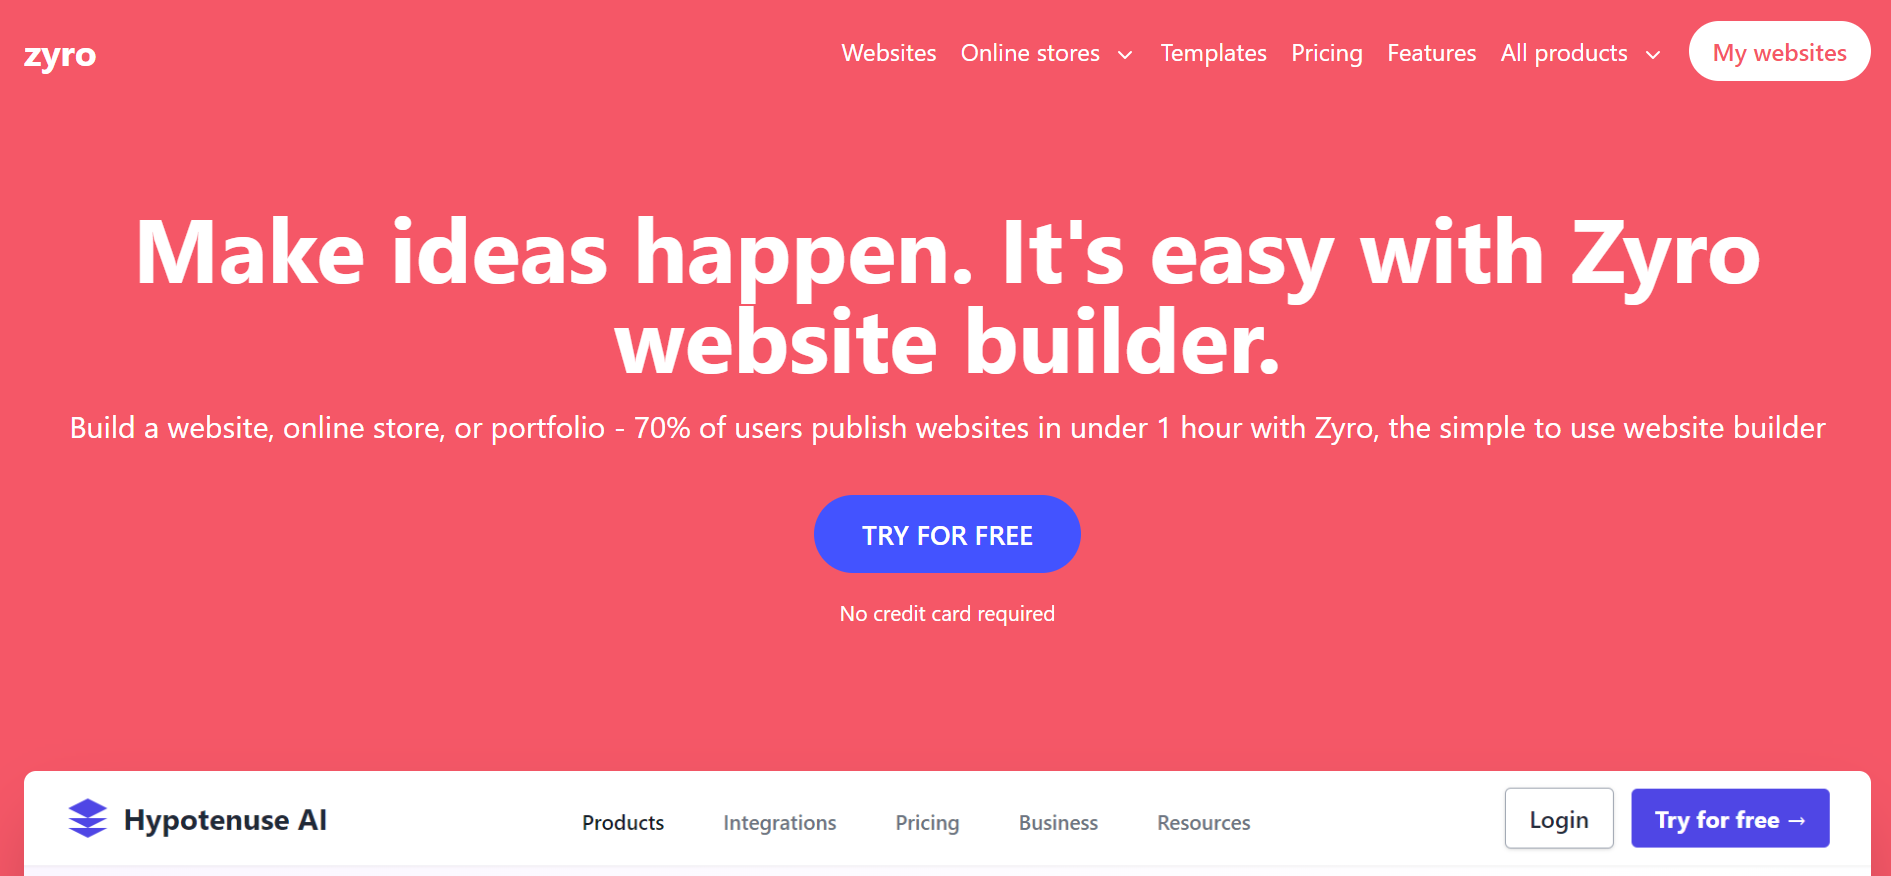 zyro
Websites Online stores Templates Pricing Features All products My websites
Make ideas happen. It's easy with Zyro
website builder.
Build a website, online store, or portfolio - 70% of users publish websites in under 1 hour with Zyro, the simple to use website builder
TRY FOR FREE
No credit card required
Hypotenuse AI Products Integrations Pricing Business Resources Login Try for free →